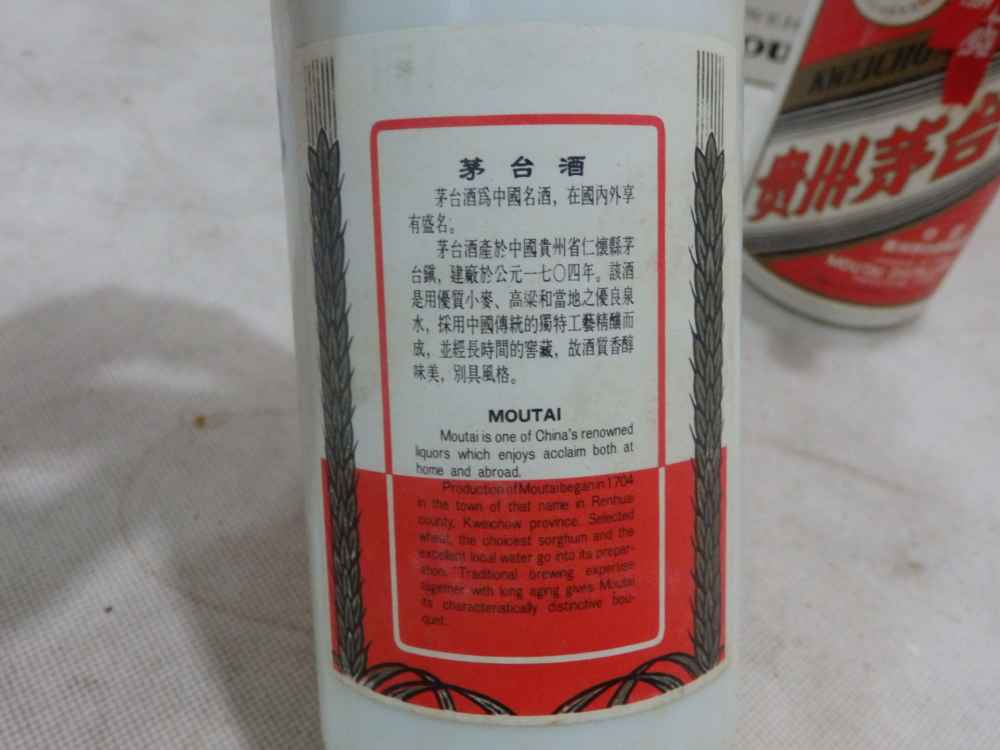 茅台酒
茅台酒爲中國名酒，在國內外享
有盛名。
茅台酒產於中國貴州省仁懷縣茅
台鎮，建廠於公元一七〇四年。該酒
是用優質小麥、高粱和當地之優良泉
水，採用中國傳統的獨特工藝精釀而
成，並經長時間的窖藏，故酒質香醇
味美，別具風格。
MOUTAI
Moutai is one of China's renowned
liquors which enjoys acclaim both at
home and abroad.
Production of Moutai began in 1704
in the town of that name in Renhuai
county, Kweichow province. Selected
wheat, the choicest sorghum and the
excellent local water go into its prepar-
ation. Traditional brewing expertise
together with long aging gives Moutai
its characteristically distinctive bou-
quet.
KWEICHO
貴州茅台
OU